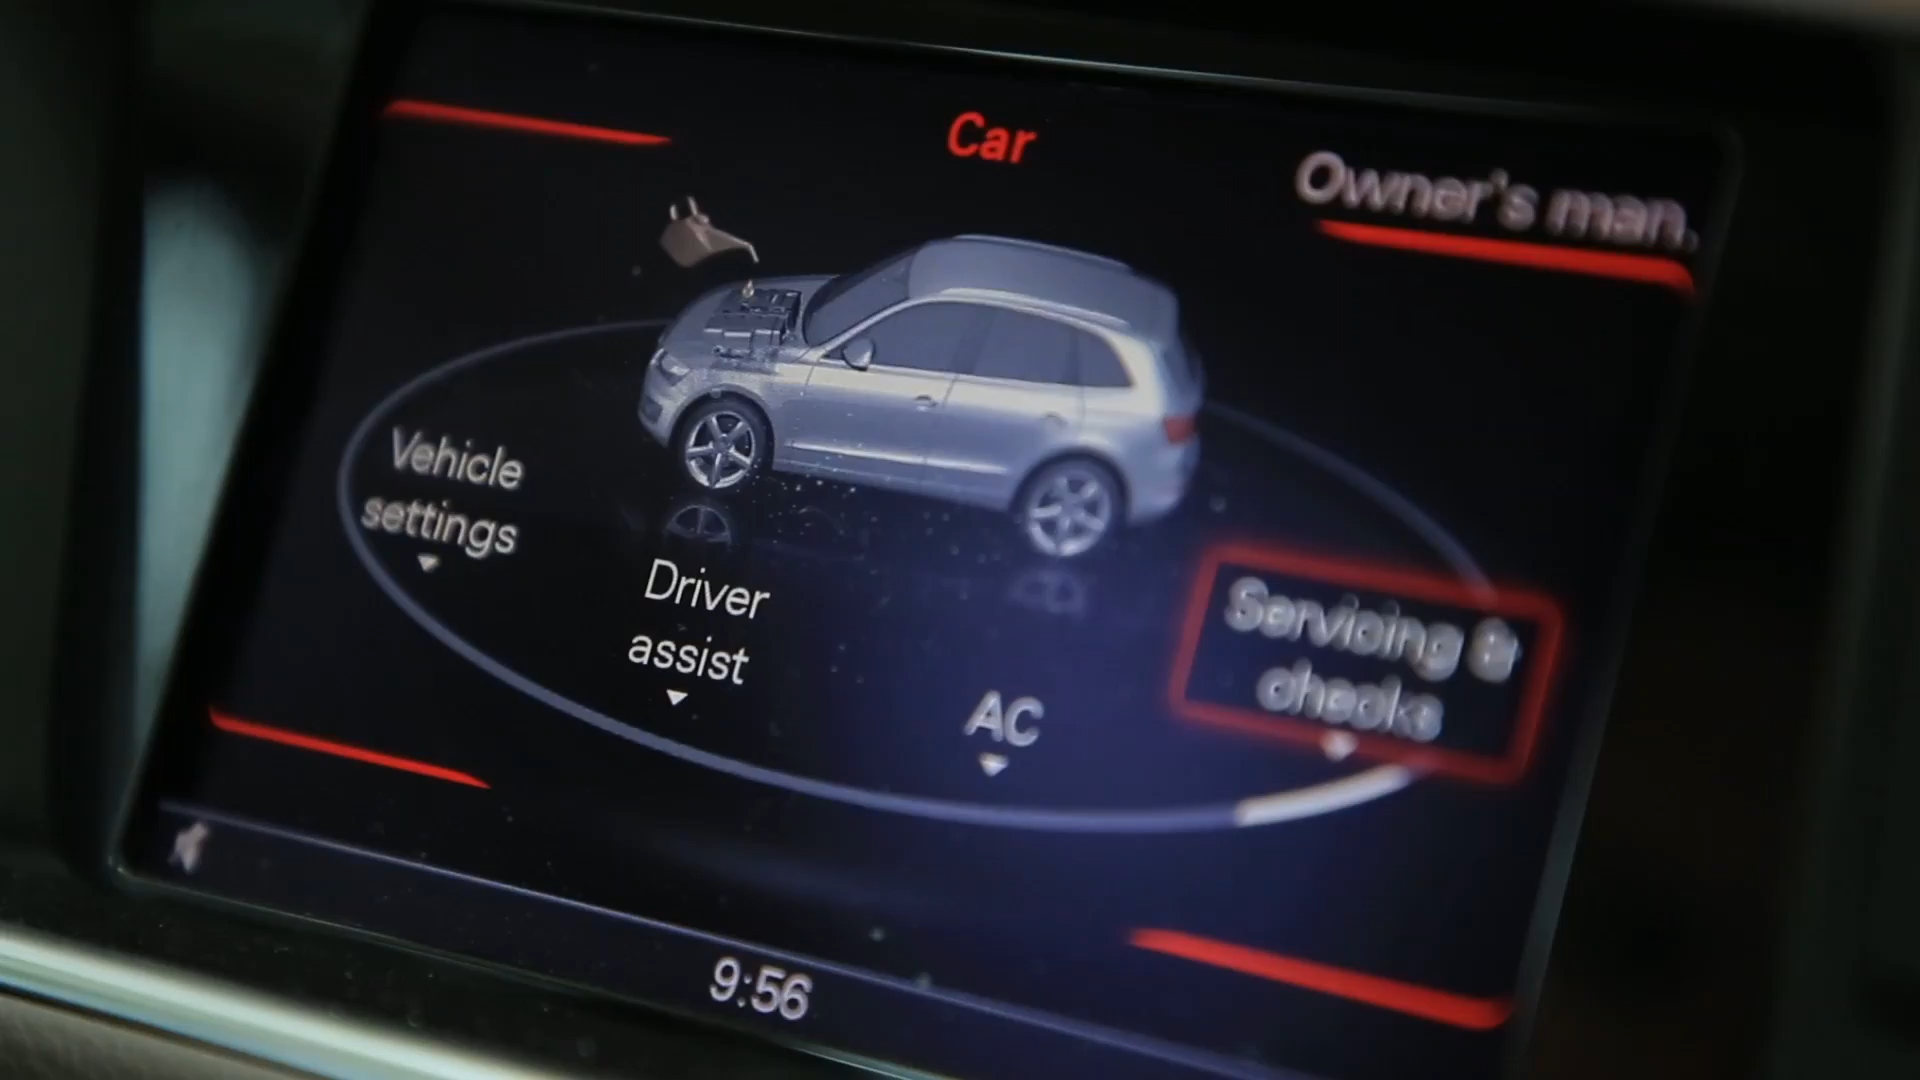 Car
Owner's man.
Vehicle
settings
Driver
assist
AC
Servicing &
checks
9:56